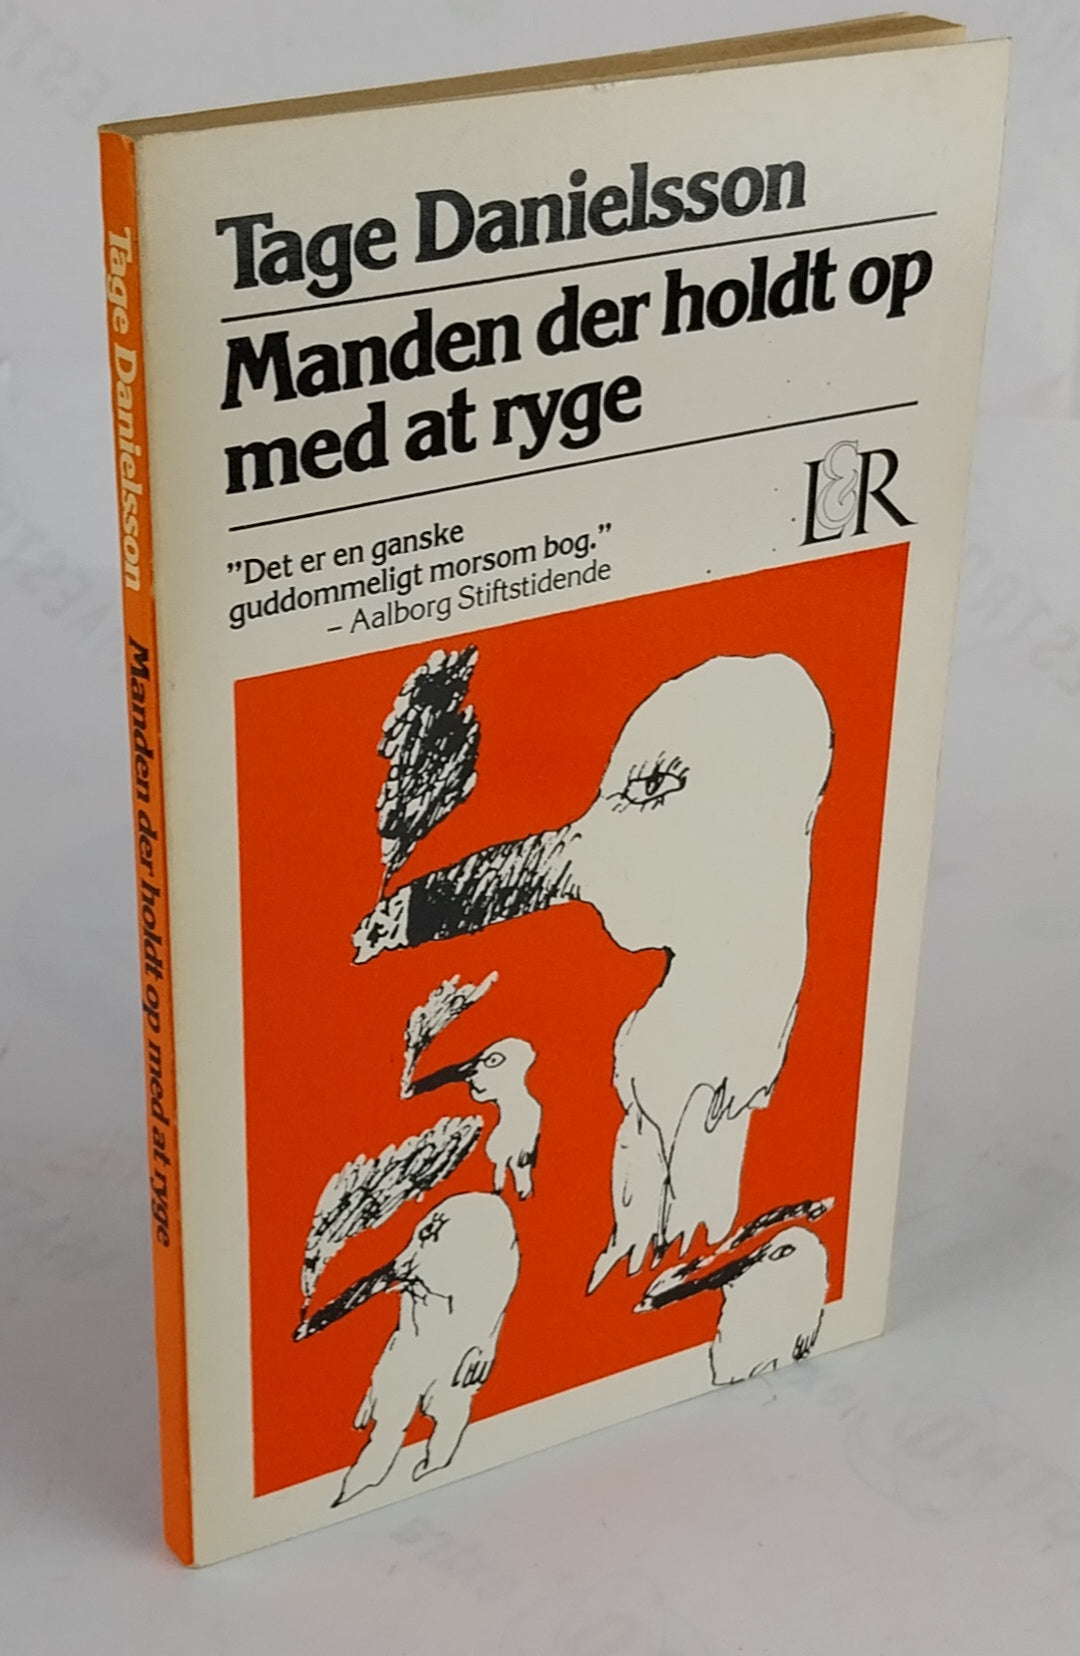 Tage Danielsson
Manden der holdt op
med at ryge
L&R
”Det er en ganske
guddommeligt morsom bog.”
– Aalborg Stiftstidende
Tage Danielsson Manden der holdt op med at ryge